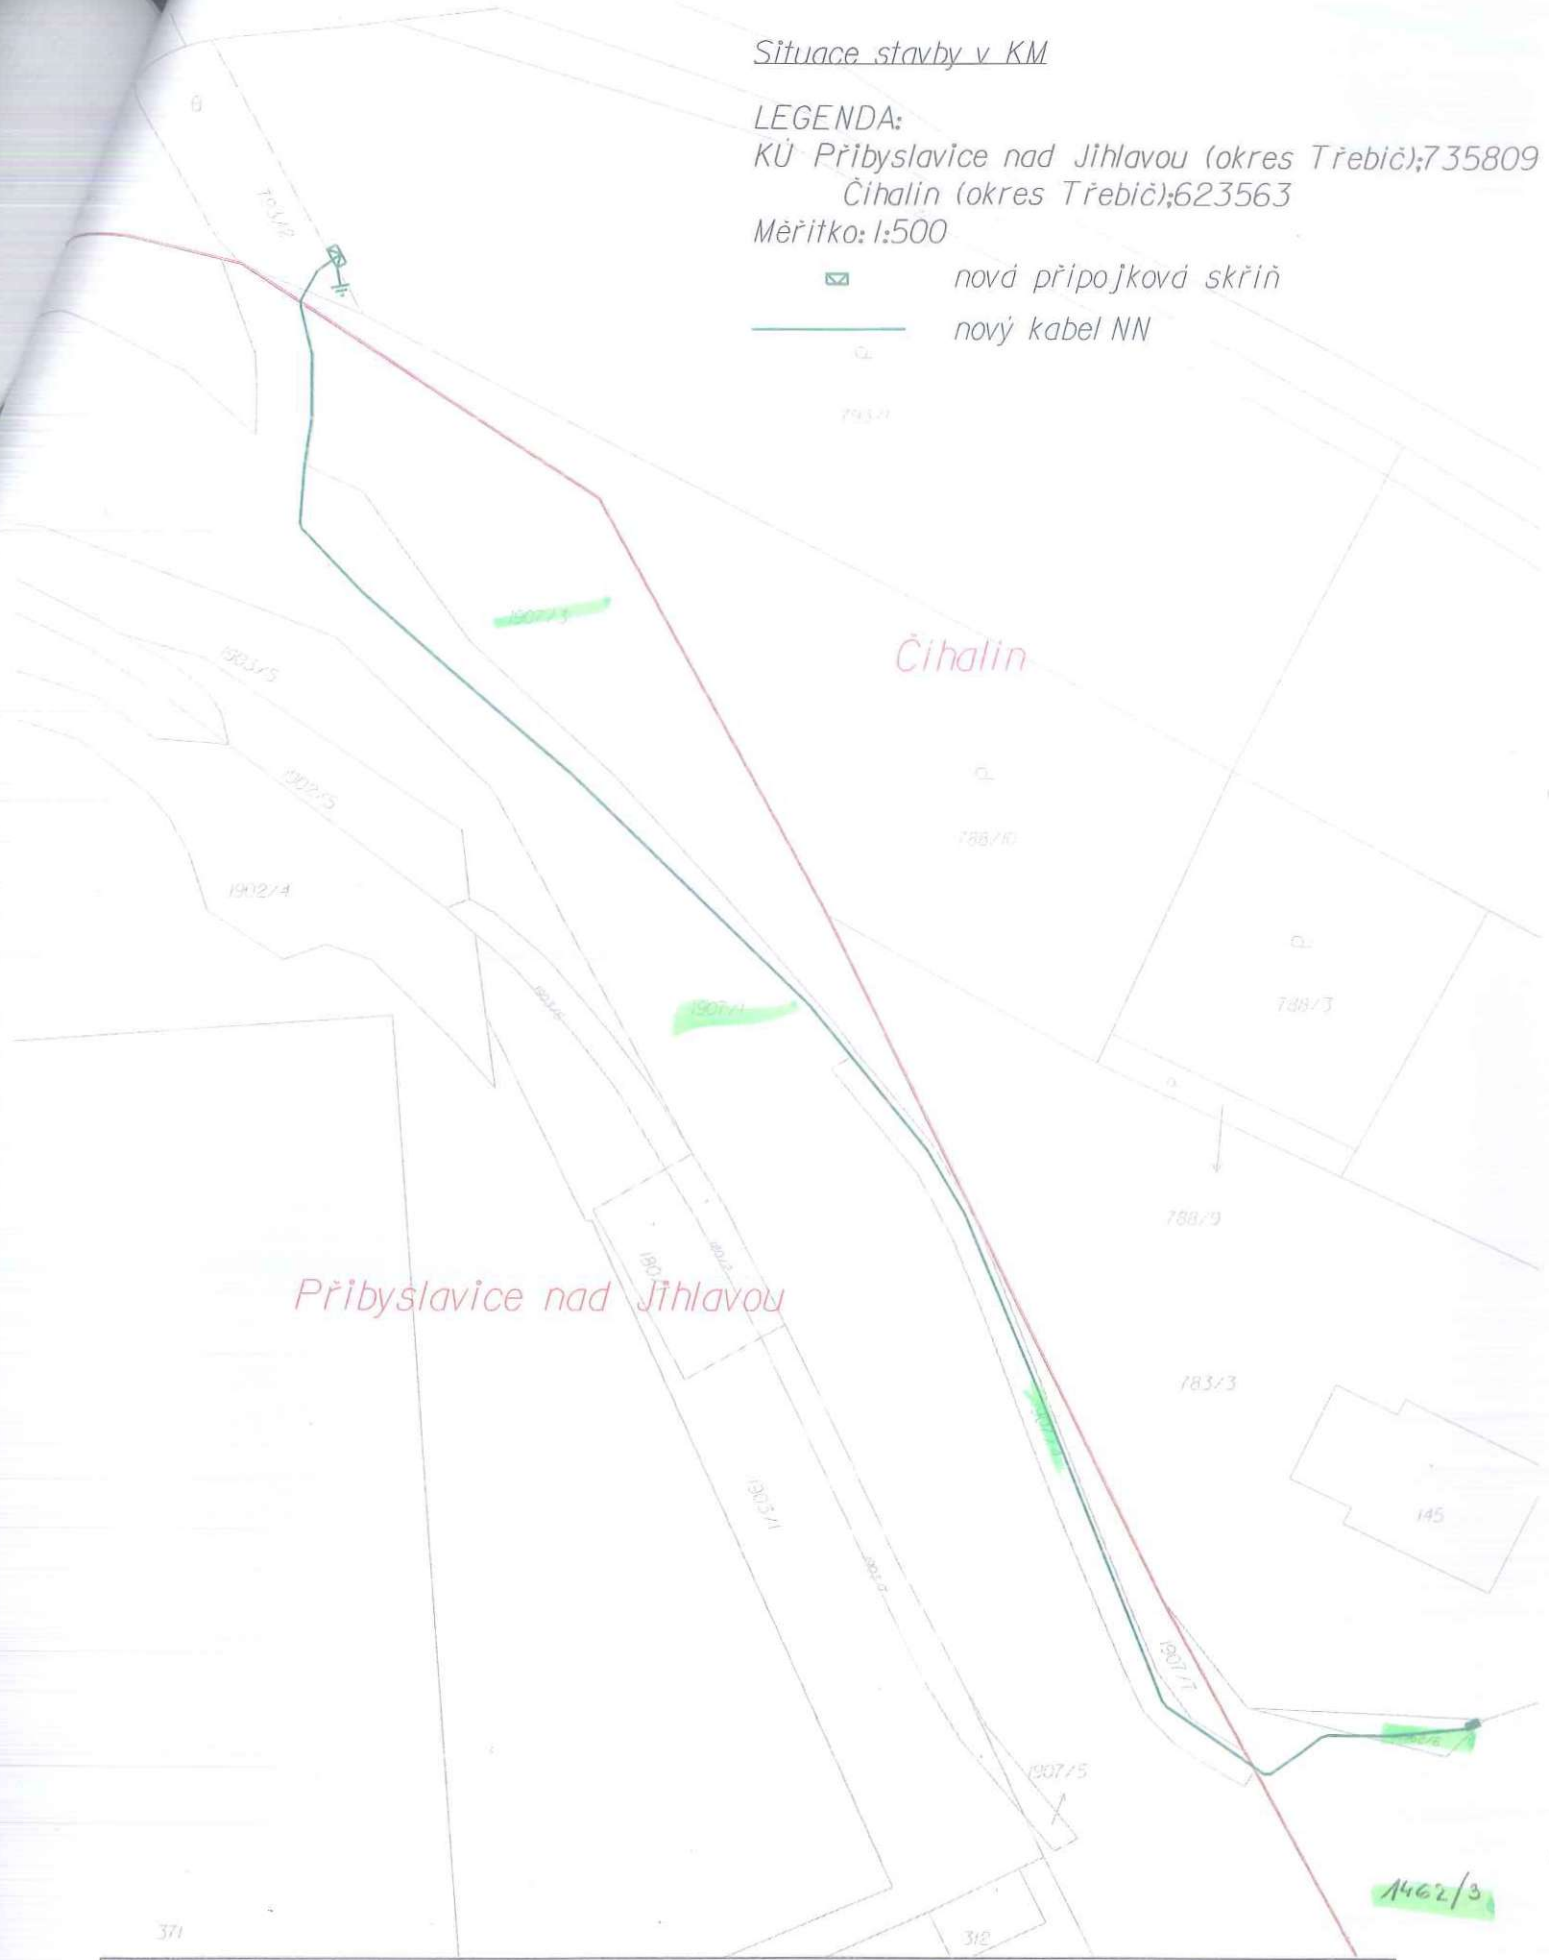 Situace stavby v KM
LEGENDA:
KÚ Přibyslavice nad Jihlavou (okres Třebíč);735809
Číhalín (okres Třebíč);623563
Měřítko: 1:500
nová přípojková skříň
nový kabel NN
793/1
1907/3
Číhalín
1903/5
1902/5
788/10
1902/4
788/3
1907/1
788/9
Přibyslavice nad Jihlavou
783/3
1903/1
145
1907/7
1907/5
1462/3
371
312